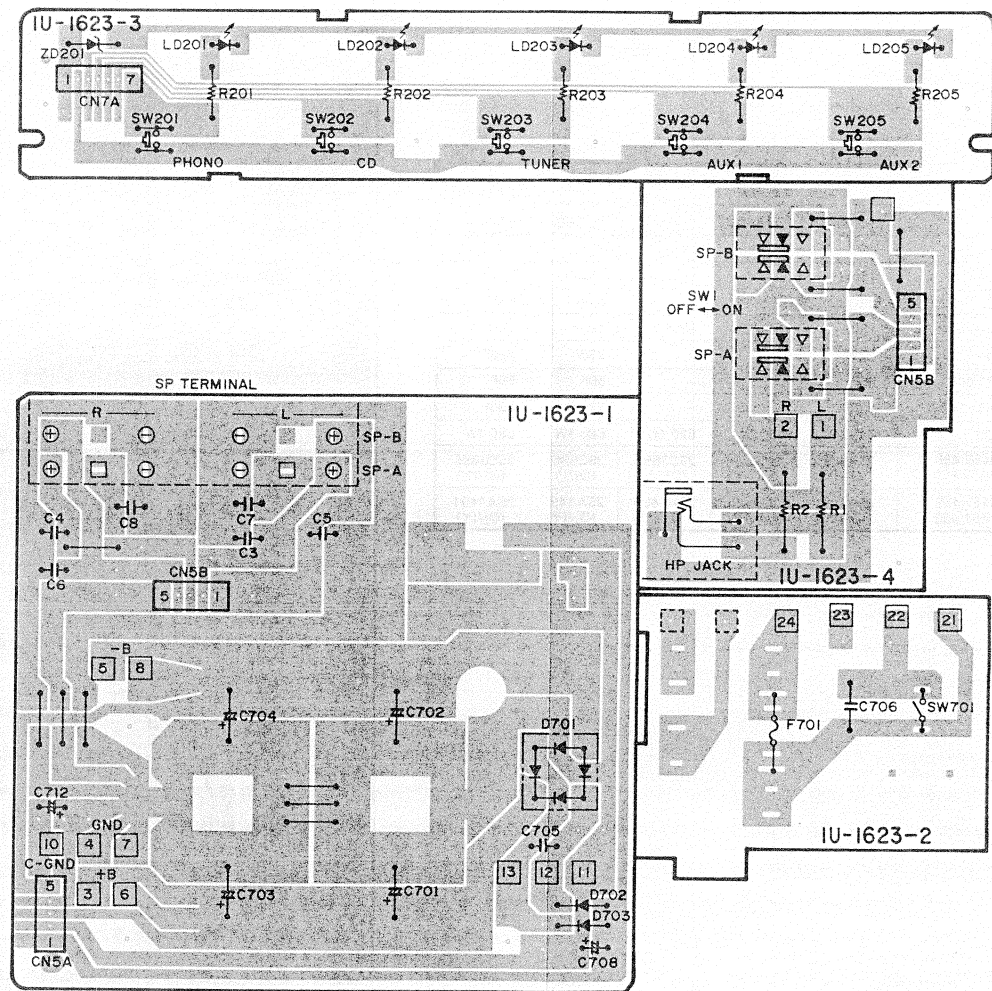 1U-1623-3
ZD201 LD201 LD202 LD203 LD204 LD205
1 7
CN7A R201 R202 R203 R204 R205
SW201 SW202 SW203 SW204 SW205
PHONO CD TUNER AUX1 AUX2
SP-B
SW1
OFF ↔ ON
5
SP-A
1
CN5B
R L
2 1
R2 R1
HP JACK
1U-1623-4
SP TERMINAL
1U-1623-1
R L
⊕ ⊖ ⊖ ⊕ SP-B
⊕ ⊖ ⊖ ⊕ SP-A
C4 C8 C7 C5
C3
C6 CN5B
5 1
-B
5 8
+ C704 + C702 D701
C712
+
GND C705
10 4 7 13 12 11
C-GND +B
5 3 6 + C703 + C701 D702
D703
1 + C708
CN5A
24 23 22 21
F701 C706 SW701
1U-1623-2